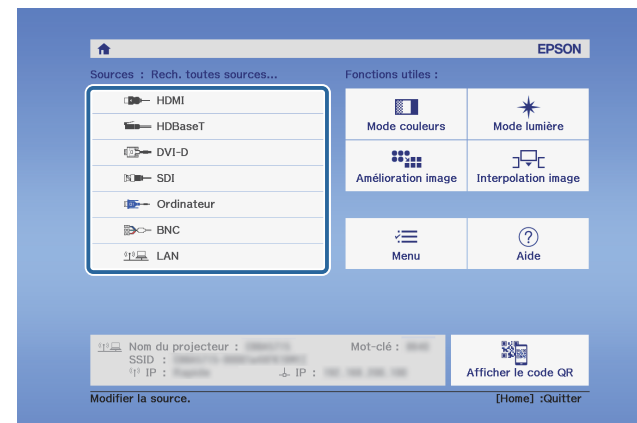 EPSON
Sources : Rech. toutes sources...
Fonctions utiles :
HDMI
HDBaseT
DVI-D
SDI
Ordinateur
BNC
LAN
Mode couleurs
Mode lumière
Amélioration image
Interpolation image
Menu
Aide
Nom du projecteur :
Mot-clé :
SSID :
IP :
IP :
Afficher le code QR
Modifier la source.
[Home] :Quitter